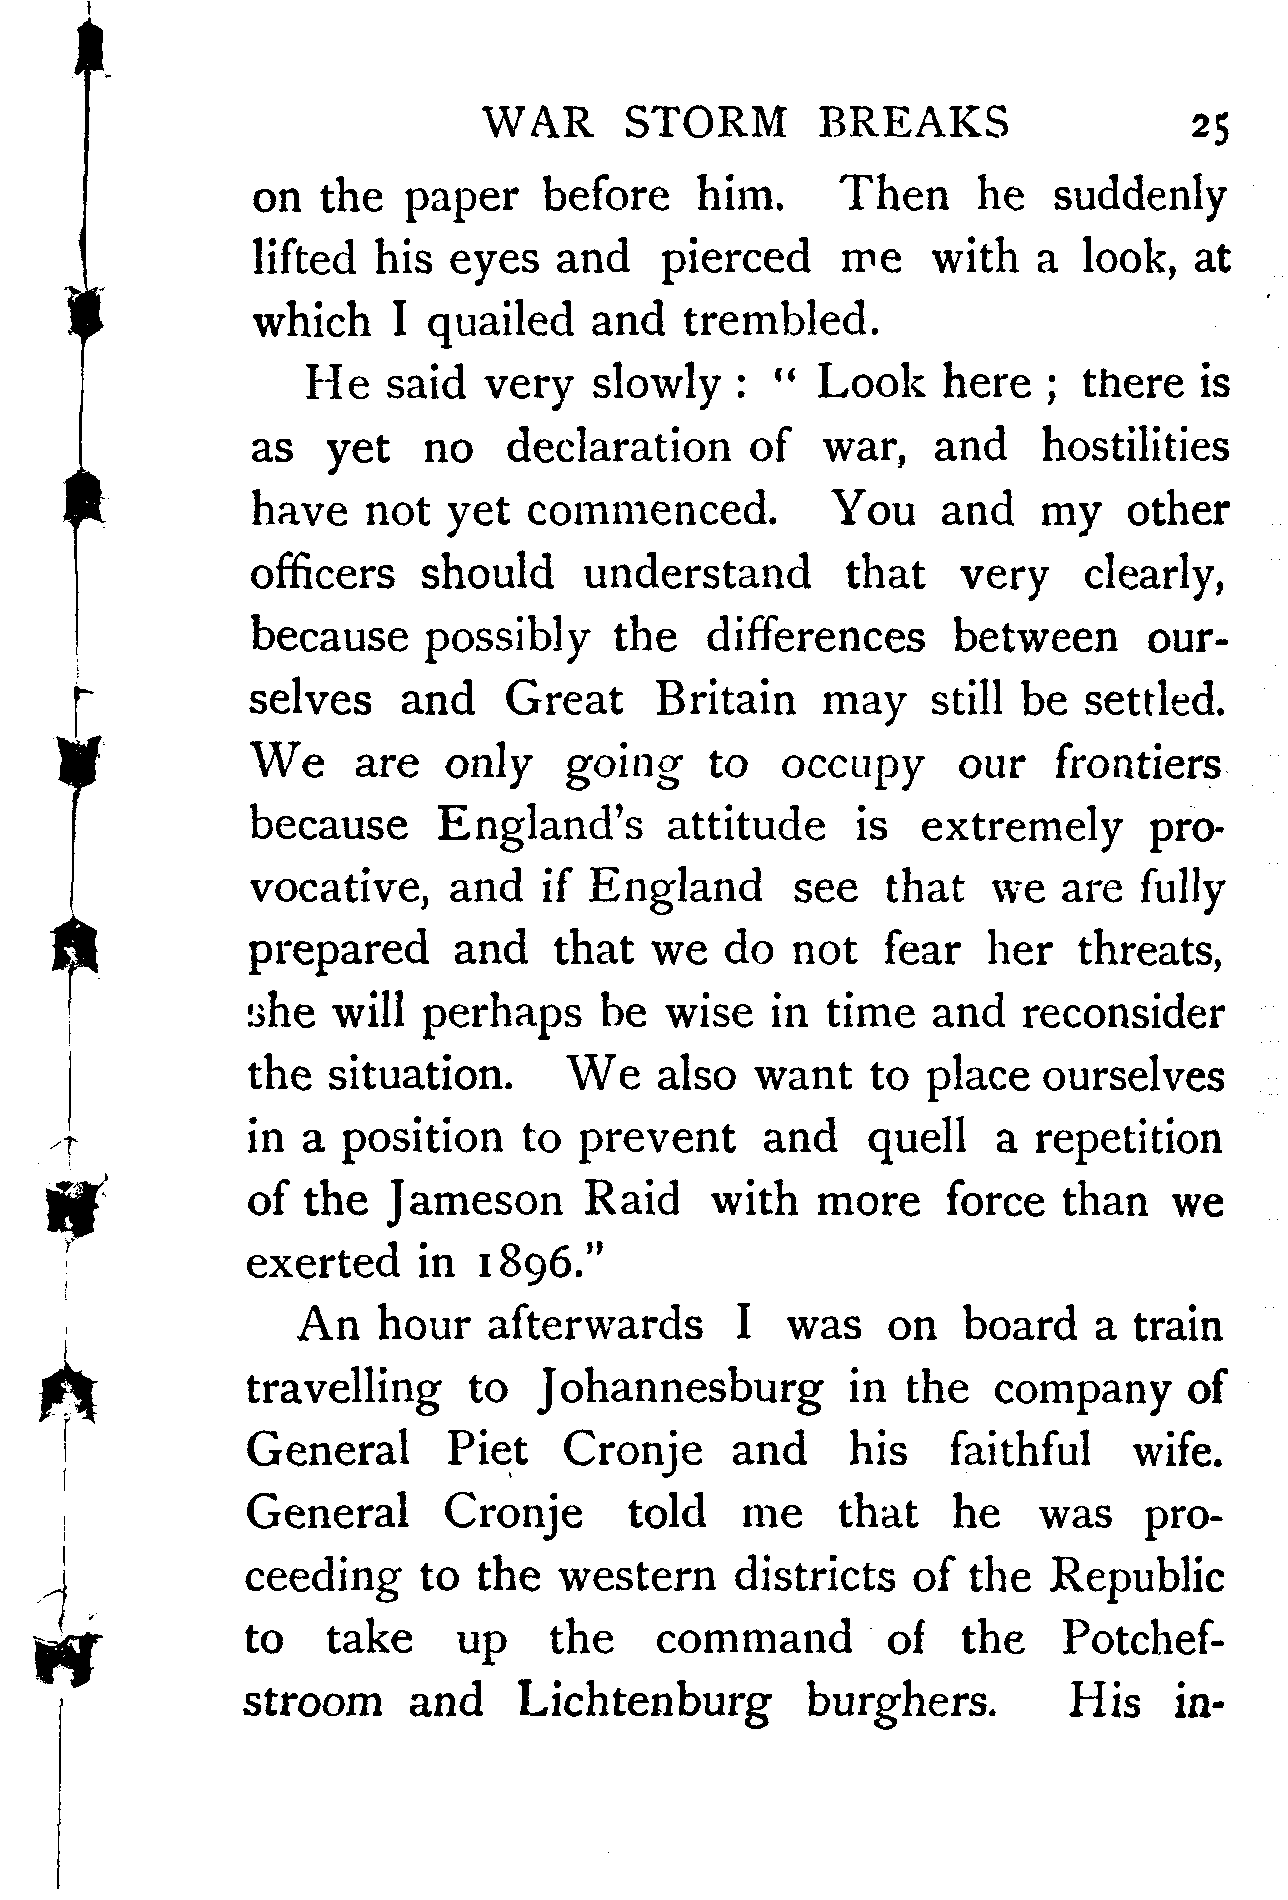 WAR STORM BREAKS 25
on the paper before him. Then he suddenly
lifted his eyes and pierced me with a look, at
which I quailed and trembled.
He said very slowly : “ Look here ; there is
as yet no declaration of war, and hostilities
have not yet commenced. You and my other
officers should understand that very clearly,
because possibly the differences between our-
selves and Great Britain may still be settled.
We are only going to occupy our frontiers
because England's attitude is extremely pro-
vocative, and if England see that we are fully
prepared and that we do not fear her threats,
she will perhaps be wise in time and reconsider
the situation. We also want to place ourselves
in a position to prevent and quell a repetition
of the Jameson Raid with more force than we
exerted in 1896.”
An hour afterwards I was on board a train
travelling to Johannesburg in the company of
General Piet Cronje and his faithful wife.
General Cronje told me that he was pro-
ceeding to the western districts of the Republic
to take up the command of the Potchef-
stroom and Lichtenburg burghers. His in-